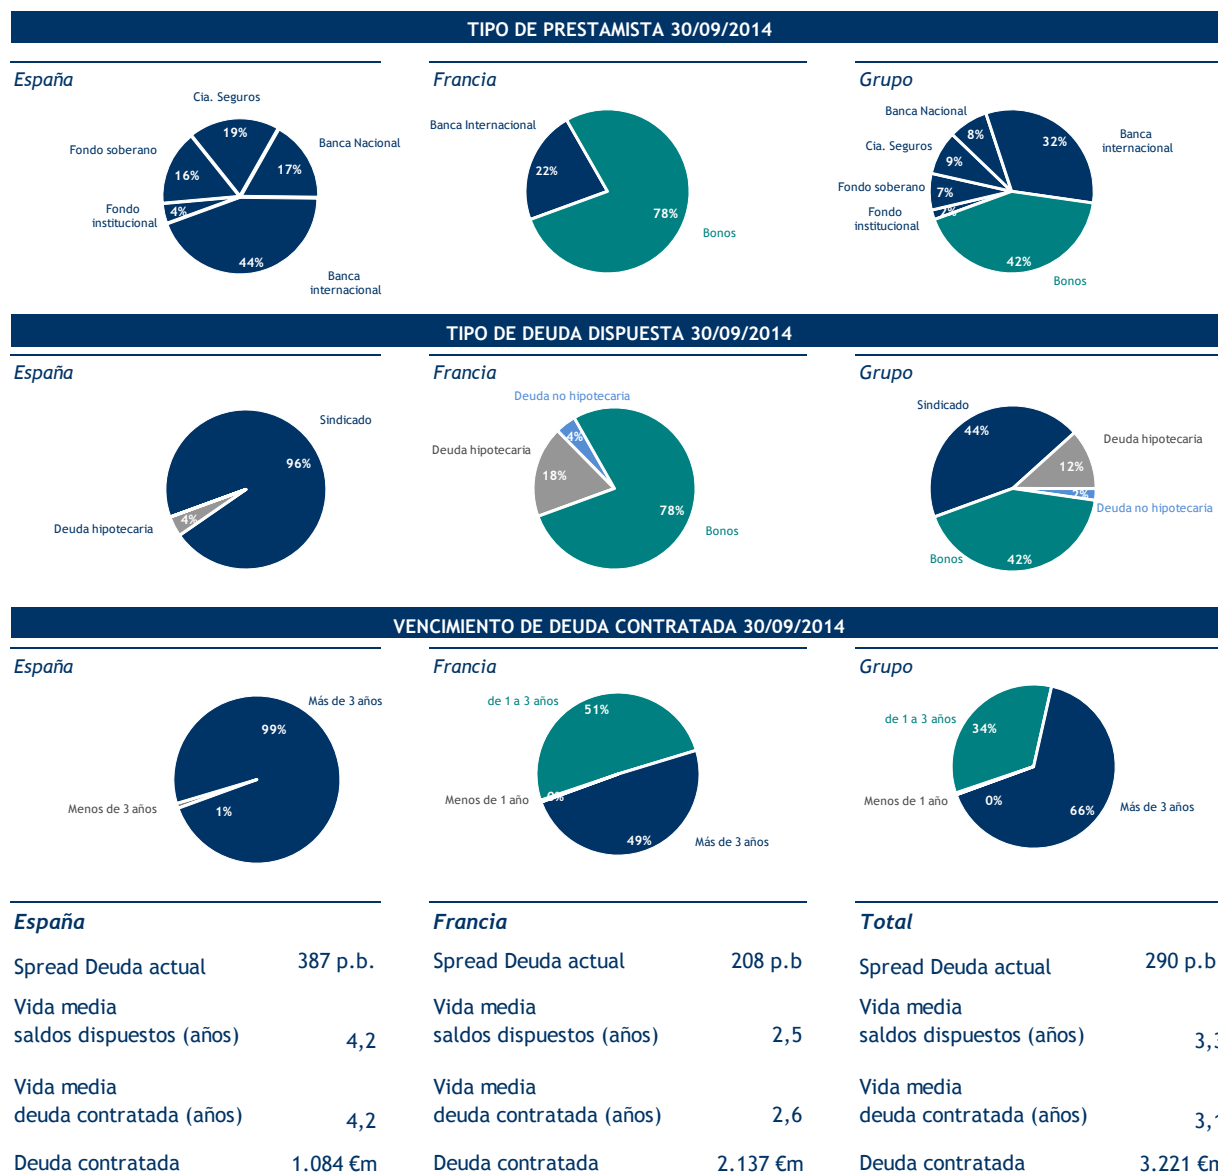 TIPO DE PRESTAMISTA 30/09/2014
España
Cia. Seguros
19%
Banca Nacional
17%
Fondo soberano
16%
Fondo
institucional
4%
44%
Banca
internacional
Francia
Banca Internacional
22%
78%
Bonos
Grupo
Banca Nacional
8%
32%
Banca
internacional
Cia. Seguros
9%
Fondo soberano
7%
Fondo
institucional
2%
42%
Bonos
TIPO DE DEUDA DISPUESTA 30/09/2014
España
Sindicado
96%
4%
Deuda hipotecaria
Francia
Deuda no hipotecaria
4%
Deuda hipotecaria
18%
78%
Bonos
Grupo
Sindicado
44%
Deuda hipotecaria
12%
2%
Deuda no hipotecaria
Bonos
42%
VENCIMIENTO DE DEUDA CONTRATADA 30/09/2014
España
Más de 3 años
99%
Menos de 3 años
1%
Francia
de 1 a 3 años
51%
Menos de 1 año
0%
49%
Más de 3 años
Grupo
de 1 a 3 años
34%
Menos de 1 año
0%
66%
Más de 3 años
España
Spread Deuda actual 387 p.b.
Vida media
saldos dispuestos (años) 4,2
Vida media
deuda contratada (años) 4,2
Deuda contratada 1.084 €m
Francia
Spread Deuda actual 208 p.b
Vida media
saldos dispuestos (años) 2,5
Vida media
deuda contratada (años) 2,6
Deuda contratada 2.137 €m
Total
Spread Deuda actual 290 p.b
Vida media
saldos dispuestos (años) 3,3
Vida media
deuda contratada (años) 3,1
Deuda contratada 3.221 €m